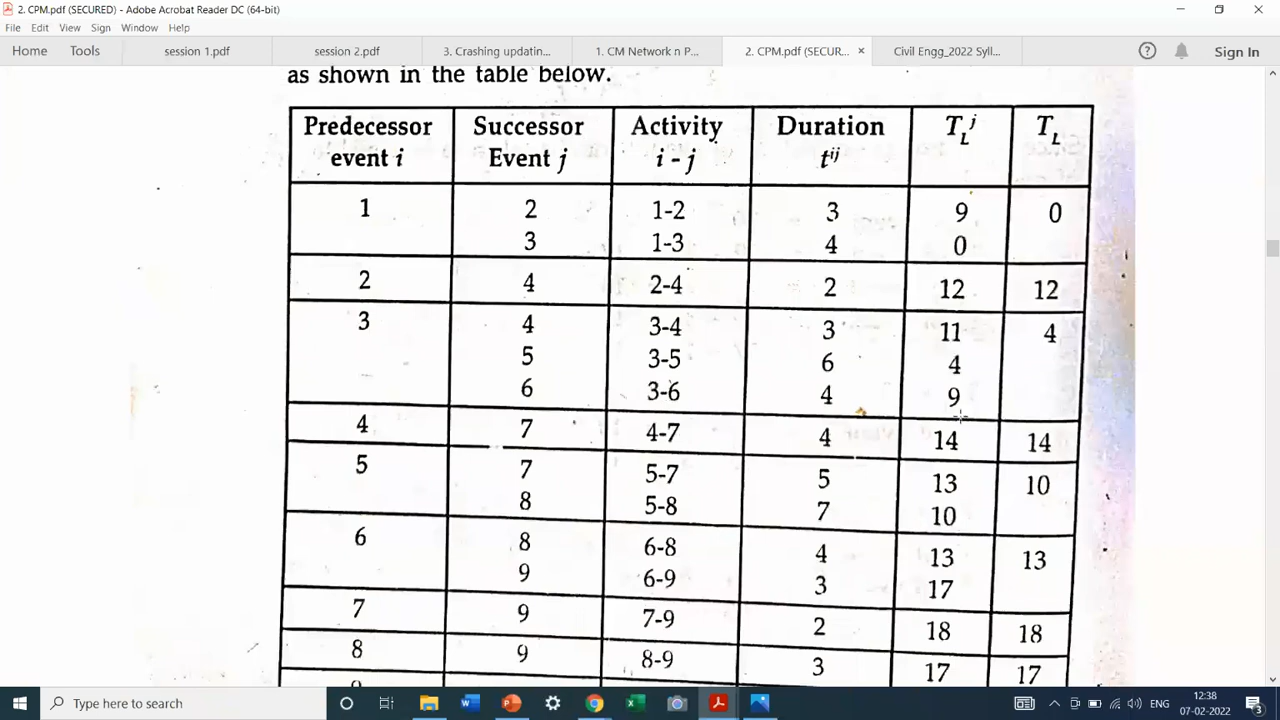 2. CPM.pdf (SECURED) - Adobe Acrobat Reader DC (64-bit)
File Edit View Sign Window Help
Home Tools session 1.pdf session 2.pdf 3. Crashing updatin... 1. CM Network n P... 2. CPM.pdf (SECUR... × Civil Engg_2022 Syll... Sign In
as shown in the table below.
Predecessor event i Successor Event j Activity i - j Duration t^ij T_L^j T_L
1 2 1-2 3 9 0
3 1-3 4 0
2 4 2-4 2 12 12
3 4 3-4 3 11 4
5 3-5 6 4
6 3-6 4 9
4 7 4-7 4 14 14
5 7 5-7 5 13 10
8 5-8 7 10
6 8 6-8 4 13 13
9 6-9 3 17
7 9 7-9 2 18 18
8 9 8-9 3 17 17
Type here to search
ENG
12:38
07-02-2022
3